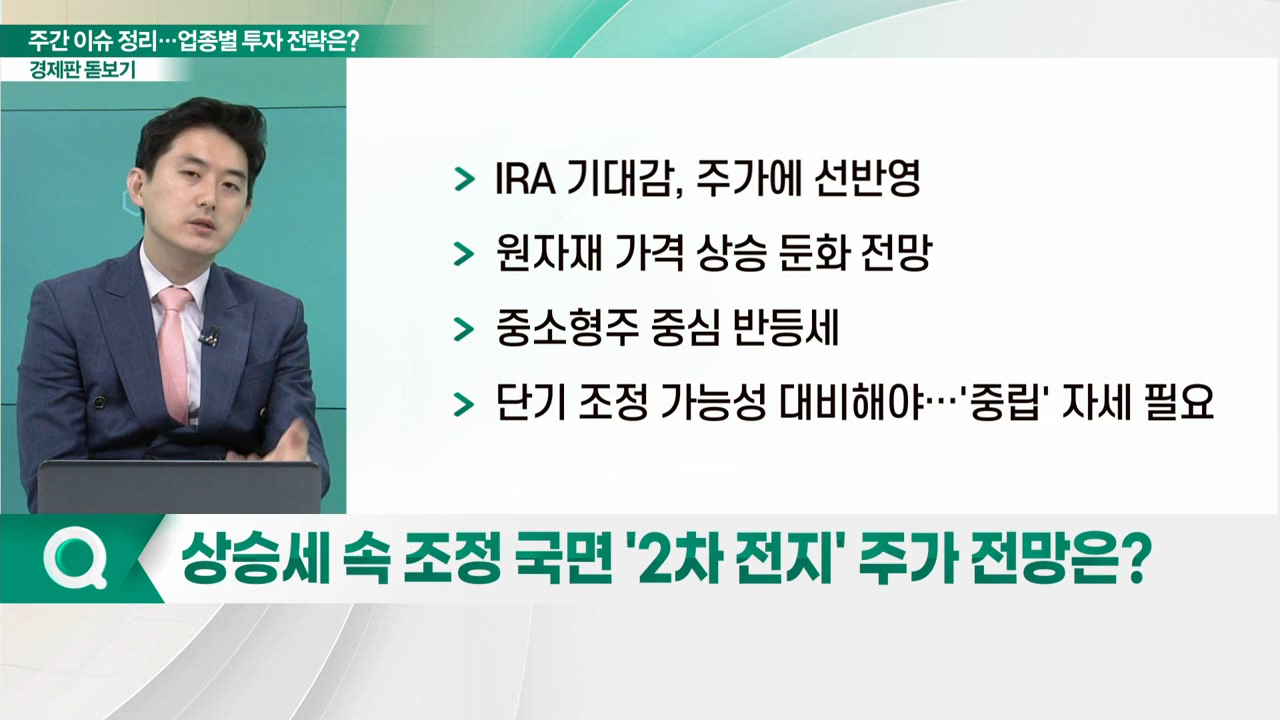 주간 이슈 정리…업종별 투자 전략은?
경제판 돋보기
> IRA 기대감, 주가에 선반영
> 원자재 가격 상승 둔화 전망
> 중소형주 중심 반등세
> 단기 조정 가능성 대비해야…'중립' 자세 필요
Q 상승세 속 조정 국면 '2차 전지' 주가 전망은?